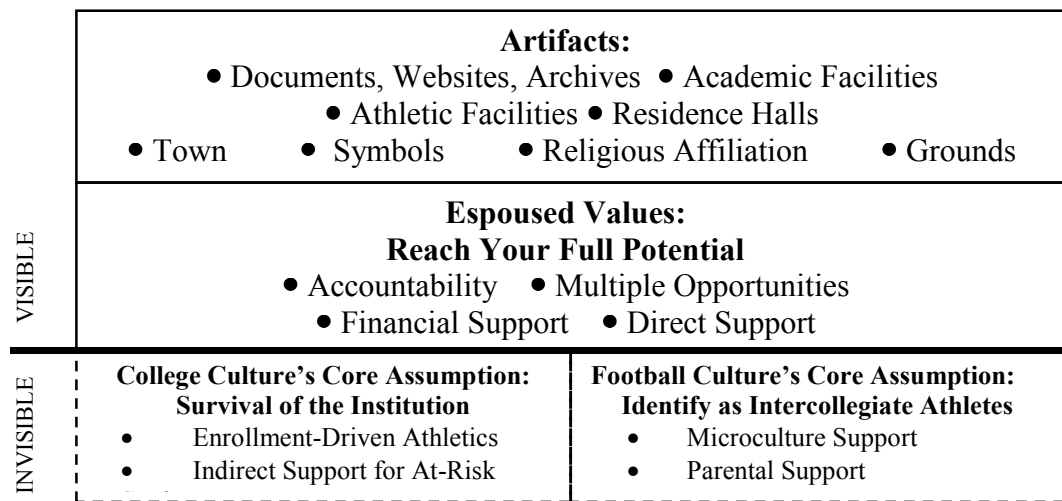 Artifacts:
• Documents, Websites, Archives • Academic Facilities
• Athletic Facilities • Residence Halls
• Town • Symbols • Religious Affiliation • Grounds
VISIBLE
Espoused Values:
Reach Your Full Potential
• Accountability • Multiple Opportunities
• Financial Support • Direct Support
INVISIBLE
College Culture’s Core Assumption:
Survival of the Institution
• Enrollment-Driven Athletics
• Indirect Support for At-Risk
Football Culture’s Core Assumption:
Identify as Intercollegiate Athletes
• Microculture Support
• Parental Support